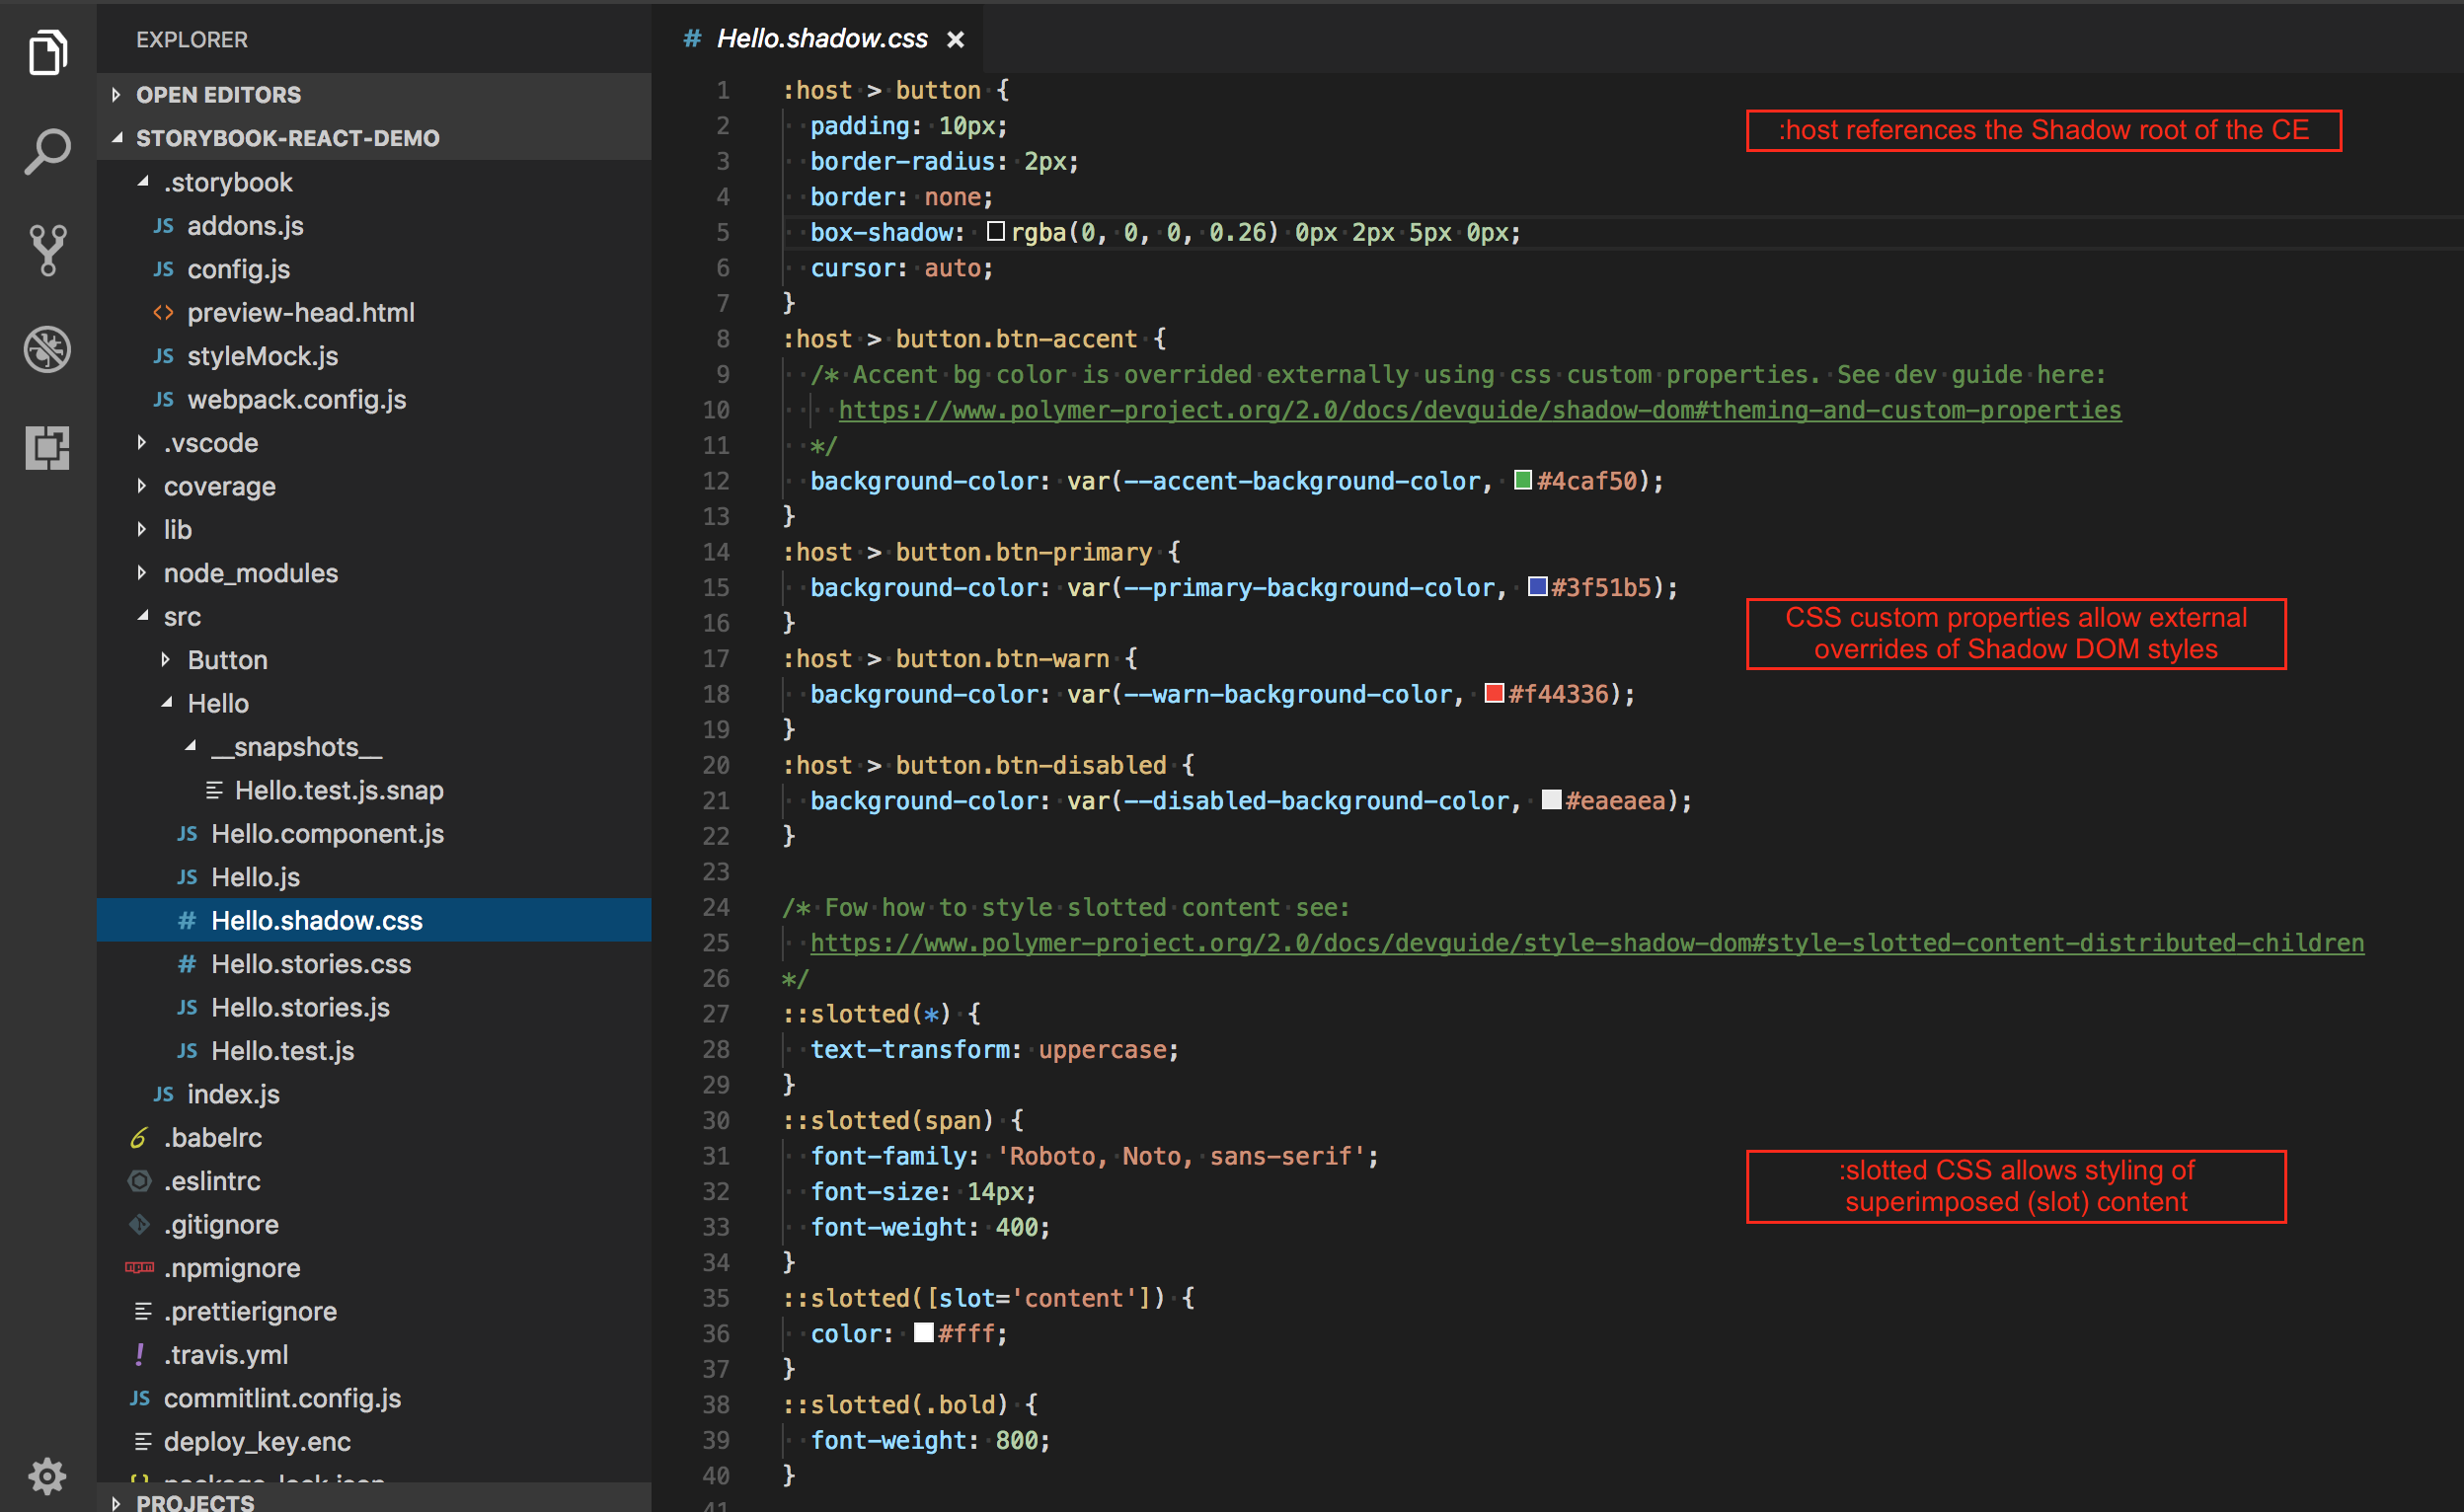 EXPLORER
OPEN EDITORS
STORYBOOK-REACT-DEMO
.storybook
JS addons.js
JS config.js
<> preview-head.html
JS styleMock.js
JS webpack.config.js
.vscode
coverage
lib
node_modules
src
Button
Hello
__snapshots__
Hello.test.js.snap
JS Hello.component.js
JS Hello.js
# Hello.shadow.css
# Hello.stories.css
JS Hello.stories.js
JS Hello.test.js
JS index.js
.babelrc
.eslintrc
.gitignore
.npmignore
.prettierignore
! .travis.yml
JS commitlint.config.js
deploy_key.enc
package-lock.json
PROJECTS
# Hello.shadow.css ×
1 :host > button {
2 padding: 10px;
3 border-radius: 2px;
4 border: none;
5 box-shadow: rgba(0, 0, 0, 0.26) 0px 2px 5px 0px;
6 cursor: auto;
7 }
8 :host > button.btn-accent {
9 /* Accent bg color is overrided externally using css custom properties. See dev guide here:
10 https://www.polymer-project.org/2.0/docs/devguide/shadow-dom#theming-and-custom-properties
11 */
12 background-color: var(--accent-background-color, #4caf50);
13 }
14 :host > button.btn-primary {
15 background-color: var(--primary-background-color, #3f51b5);
16 }
17 :host > button.btn-warn {
18 background-color: var(--warn-background-color, #f44336);
19 }
20 :host > button.btn-disabled {
21 background-color: var(--disabled-background-color, #eaeaea);
22 }
23
24 /* Fow how to style slotted content see:
25 https://www.polymer-project.org/2.0/docs/devguide/style-shadow-dom#style-slotted-content-distributed-children
26 */
27 ::slotted(*) {
28 text-transform: uppercase;
29 }
30 ::slotted(span) {
31 font-family: 'Roboto, Noto, sans-serif';
32 font-size: 14px;
33 font-weight: 400;
34 }
35 ::slotted([slot='content']) {
36 color: #fff;
37 }
38 ::slotted(.bold) {
39 font-weight: 800;
40 }
41
:host references the Shadow root of the CE
CSS custom properties allow external
overrides of Shadow DOM styles
:slotted CSS allows styling of
superimposed (slot) content